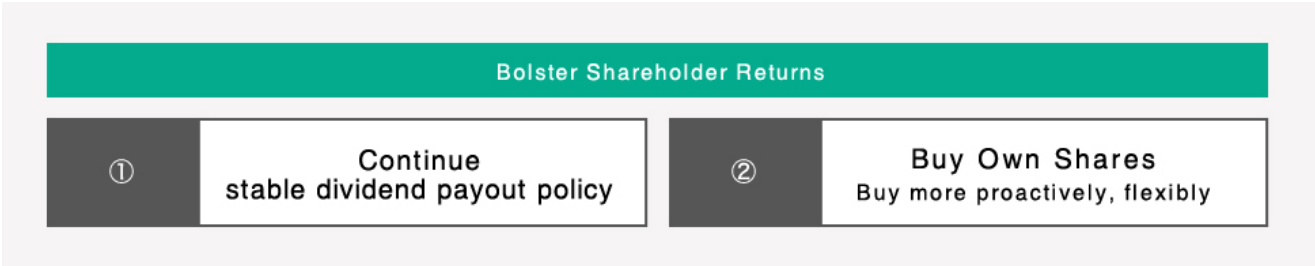 Bolster Shareholder Returns
①
Continue
stable dividend payout policy
②
Buy Own Shares
Buy more proactively, flexibly